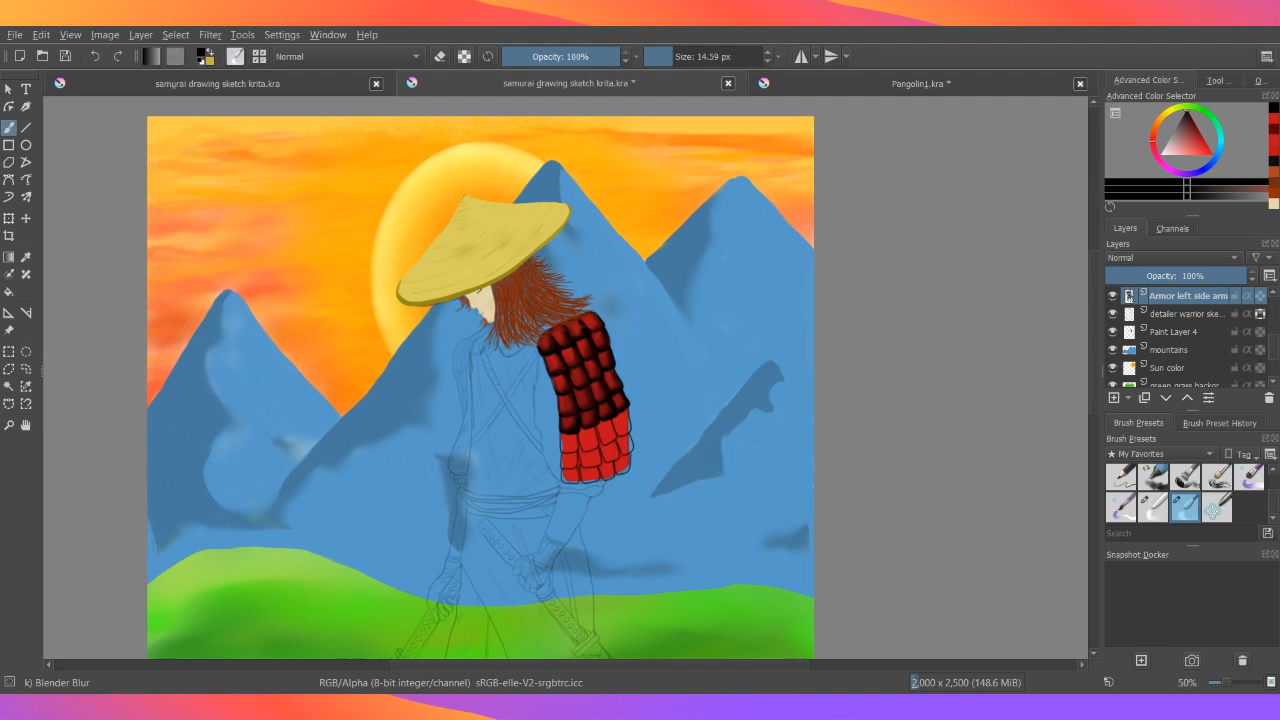 File Edit View Image Layer Select Filter Tools Settings Window Help
Normal Opacity: 100% Size: 14.59 px
samurai drawing sketch krita.kra samurai drawing sketch krita.kra * Pangolin1.kra *
Advanced Color S... Tool ... O...
Advanced Color Selector
Layers Channels
Layers
Normal
Opacity: 100%
Armor left side arm
detailer warrior ske...
Paint Layer 4
mountains
Sun color
green grass backgr
Brush Presets Brush Preset History
Brush Presets
★ My Favorites Tag
Search
Snapshot Docker
k) Blender Blur RGB/Alpha (8-bit integer/channel) sRGB-elle-V2-srgbtrc.icc 2,000 x 2,500 (148.6 MiB) 50%